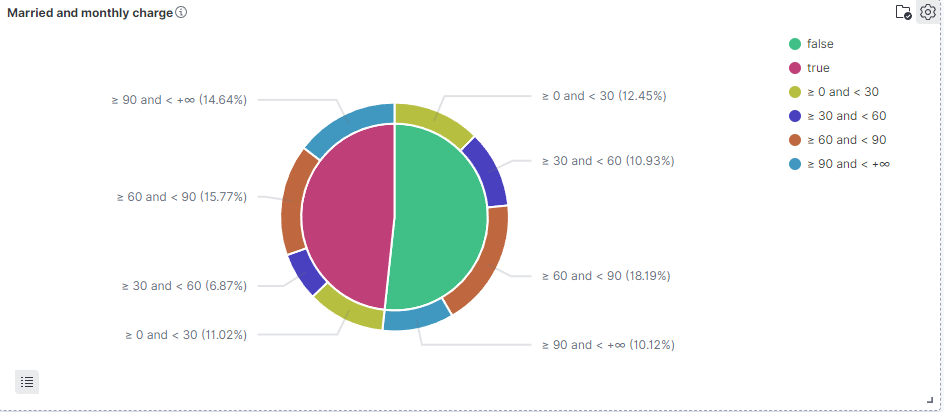 Married and monthly charge
false
true
≥ 0 and < 30
≥ 30 and < 60
≥ 60 and < 90
≥ 90 and < +∞
≥ 90 and < +∞ (14.64%)
≥ 0 and < 30 (12.45%)
≥ 30 and < 60 (10.93%)
≥ 60 and < 90 (15.77%)
≥ 60 and < 90 (18.19%)
≥ 30 and < 60 (6.87%)
≥ 0 and < 30 (11.02%)
≥ 90 and < +∞ (10.12%)